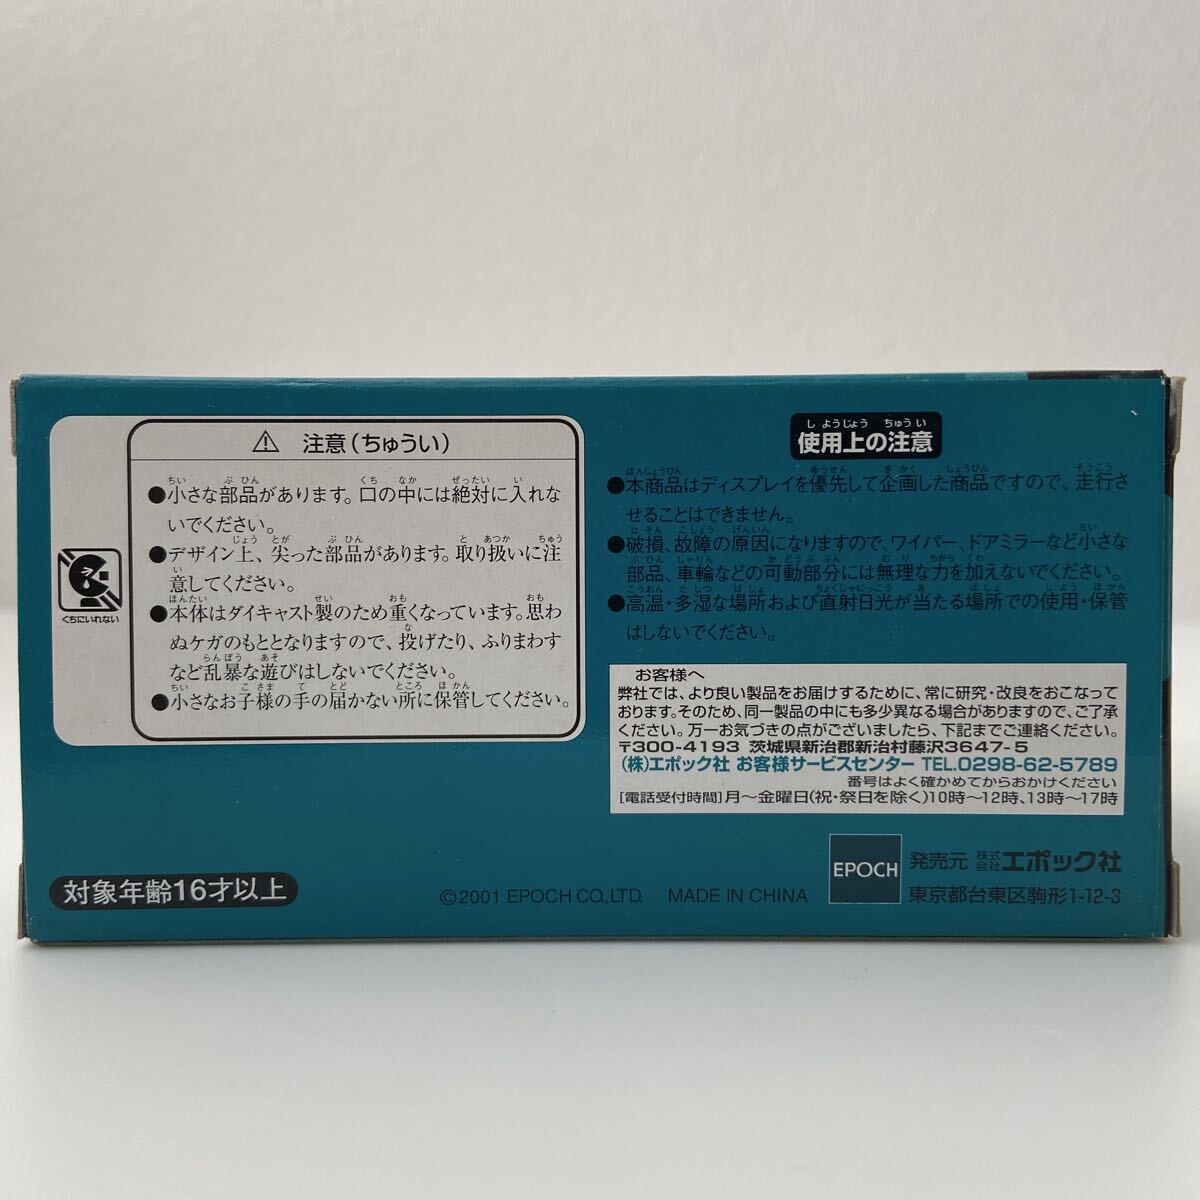 ⚠ 注意(ちゅうい)
●小さな部品があります。口の中には絶対に入れな
いでください。
●デザイン上、尖った部品があります。取り扱いに注
意してください。
●本体はダイキャスト製のため重くなっています。思わ
ぬケガのもととなりますので、投げたり、ふりまわす
など乱暴な遊びはしないでください。
●小さなお子様の手の届かない所に保管してください。
くちにいれない
対象年齢16才以上
使用上の注意
●本商品はディスプレイを優先して企画した商品ですので、走行さ
せることはできません。
●破損、故障の原因になりますので、ワイパー、ドアミラーなど小さな
部品、車輪などの可動部分には無理な力を加えないでください。
●高温・多湿な場所および直射日光が当たる場所での使用・保管
はしないでください。
お客様へ
弊社では、より良い製品をお届けするために、常に研究・改良をおこなって
おります。そのため、同一製品の中にも多少異なる場合がありますので、ご了承
ください。万一お気づきの点がございましたら、下記までご連絡ください。
〒300-4193 茨城県新治郡新治村藤沢3647-5
(株)エポック社 お客様サービスセンター TEL.0298-62-5789
番号はよく確かめてからおかけください
[電話受付時間]月〜金曜日(祝・祭日を除く)10時〜12時、13時〜17時
©2001 EPOCH CO.,LTD. MADE IN CHINA
EPOCH
発売元 株式会社エポック社
東京都台東区駒形1-12-3